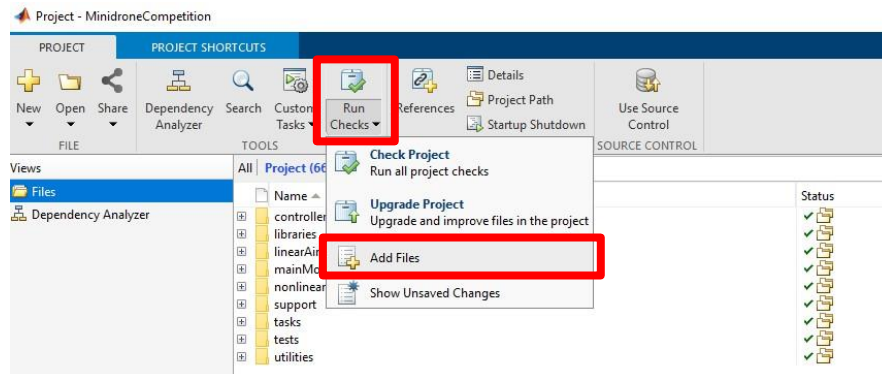 Project - MinidroneCompetition
PROJECT PROJECT SHORTCUTS
New Open Share Dependency Analyzer Search Custom Tasks Run Checks References Details
Project Path
Startup Shutdown
Use Source Control
FILE TOOLS SOURCE CONTROL
Check Project
Run all project checks
Upgrade Project
Upgrade and improve files in the project
Add Files
Show Unsaved Changes
Views All Project (66
Files Name Status
Dependency Analyzer controller
libraries
linearAir
mainMo
nonlinear
support
tasks
tests
utilities